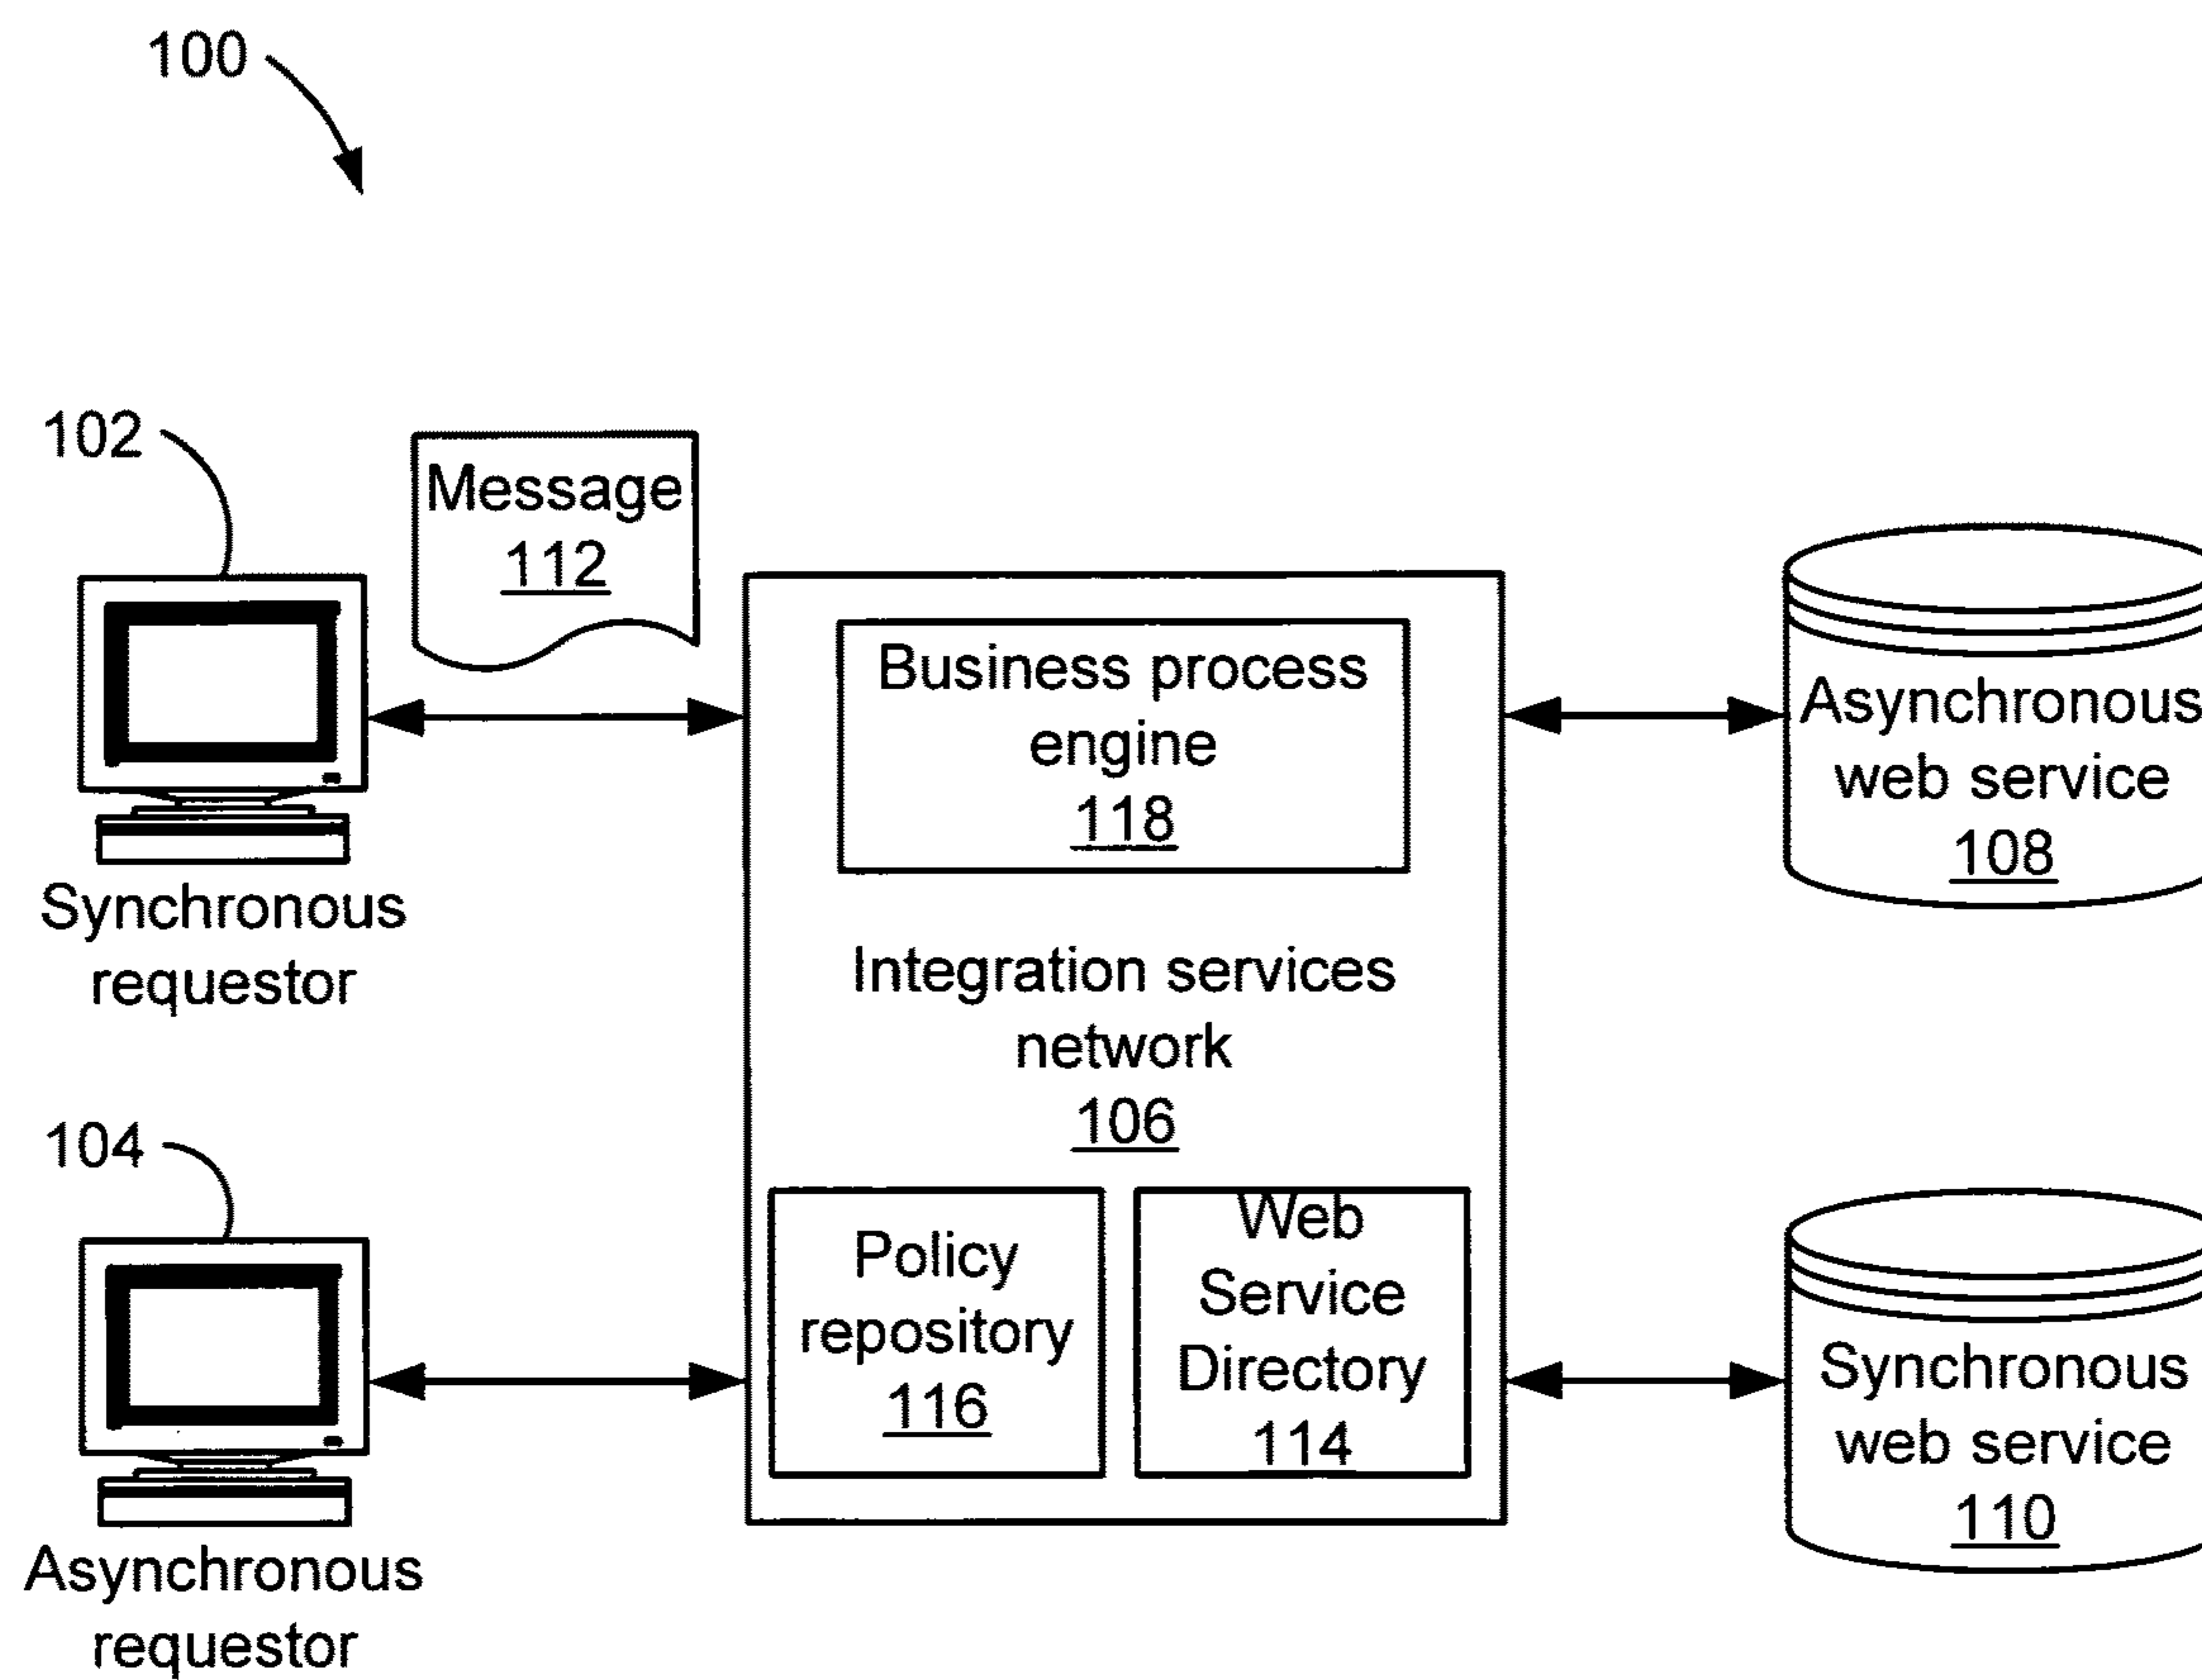 100
102
Message
112
Synchronous
requestor
Business process
engine
118
Integration services
network
106
Asynchronous
web service
108
104
Asynchronous
requestor
Policy
repository
116
Web
Service
Directory
114
Synchronous
web service
110